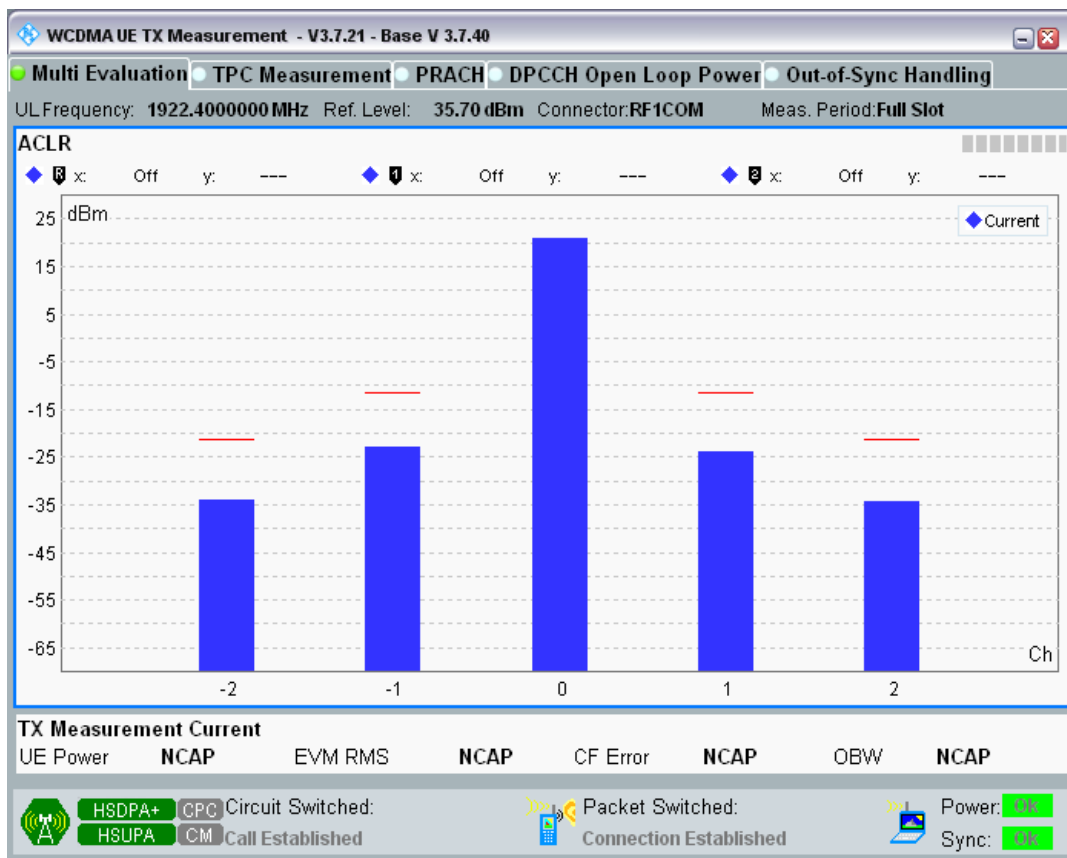 WCDMA UE TX Measurement - V3.7.21 - Base V 3.7.40
Multi Evaluation TPC Measurement PRACH DPCCH Open Loop Power Out-of-Sync Handling
UL Frequency: 1922.4000000 MHz Ref. Level: 35.70 dBm Connector:RF1COM Meas. Period:Full Slot
ACLR
R x: Off y: --- 1 x: Off y: --- 2 x: Off y: ---
dBm
Current
25
15
5
-5
-15
-25
-35
-45
-55
-65
Ch
-2 -1 0 1 2
TX Measurement Current
UE Power NCAP EVM RMS NCAP CF Error NCAP OBW NCAP
HSDPA+ CPC Circuit Switched: Packet Switched: Power: Ok
HSUPA CM Call Established Connection Established Sync: Ok